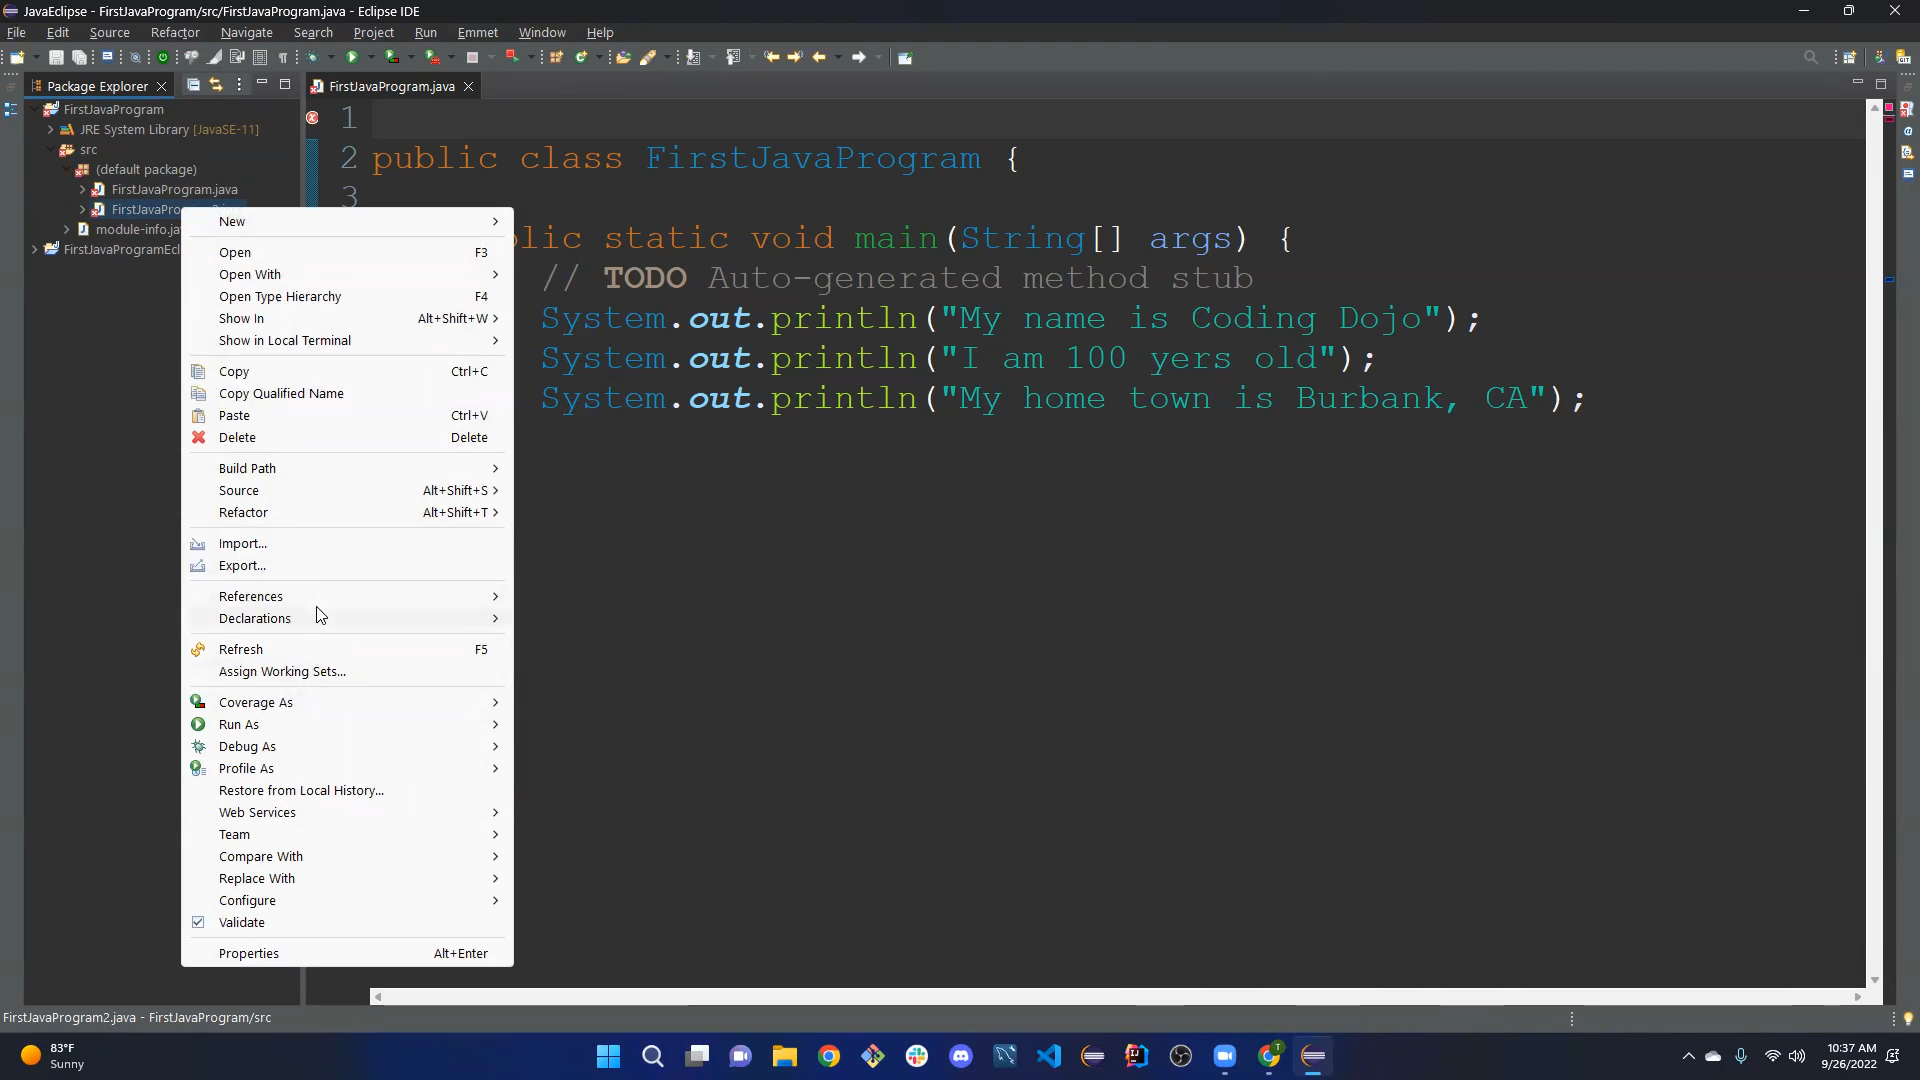 JavaEclipse - FirstJavaProgram/src/FirstJavaProgram.java - Eclipse IDE
File Edit Source Refactor Navigate Search Project Run Emmet Window Help
Package Explorer
FirstJavaProgram.java
FirstJavaProgram
JRE System Library [JavaSE-11]
src
(default package)
FirstJavaProgram.java
FirstJavaPro
module-info.ja
FirstJavaProgramEcl
1
2 public class FirstJavaProgram {
3
lic static void main(String[] args) {
// TODO Auto-generated method stub
System.out.println("My name is Coding Dojo");
System.out.println("I am 100 yers old");
System.out.println("My home town is Burbank, CA");
New
Open F3
Open With
Open Type Hierarchy F4
Show In Alt+Shift+W
Show in Local Terminal
Copy Ctrl+C
Copy Qualified Name
Paste Ctrl+V
Delete Delete
Build Path
Source Alt+Shift+S
Refactor Alt+Shift+T
Import...
Export...
References
Declarations
Refresh F5
Assign Working Sets...
Coverage As
Run As
Debug As
Profile As
Restore from Local History...
Web Services
Team
Compare With
Replace With
Configure
Validate
Properties Alt+Enter
FirstJavaProgram2.java - FirstJavaProgram/src
83°F
Sunny
10:37 AM
9/26/2022